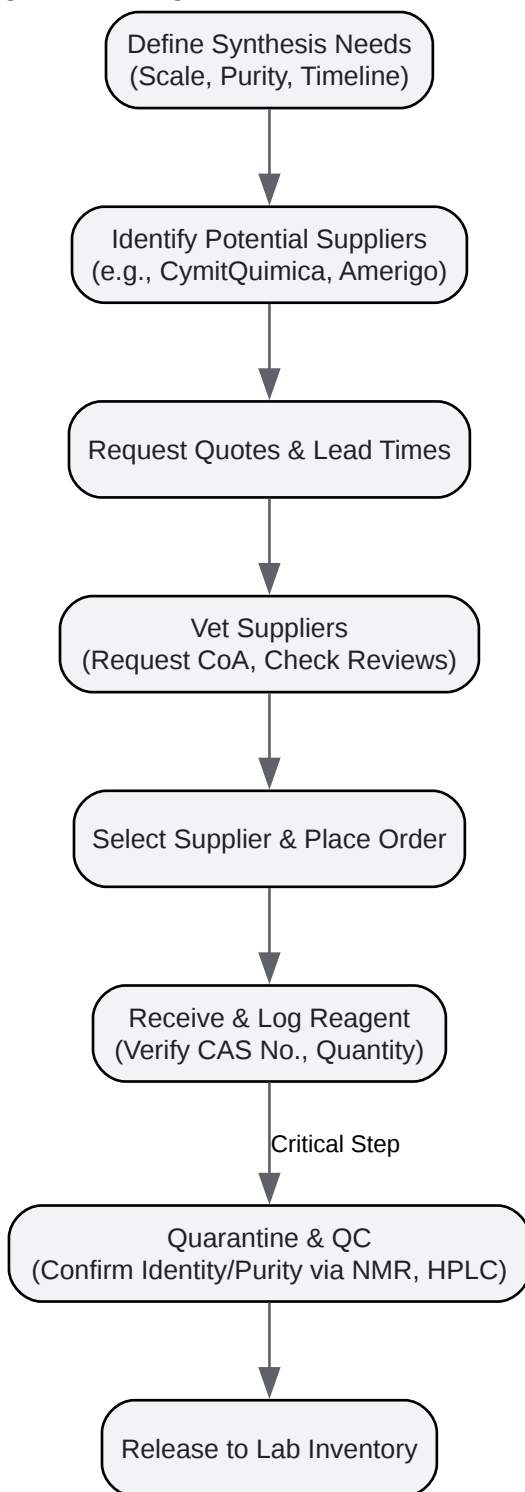 Define Synthesis Needs
(Scale, Purity, Timeline)
Identify Potential Suppliers
(e.g., CymitQuimica, Amerigo)
Request Quotes & Lead Times
Vet Suppliers
(Request CoA, Check Reviews)
Select Supplier & Place Order
Receive & Log Reagent
(Verify CAS No., Quantity)
Critical Step
Quarantine & QC
(Confirm Identity/Purity via NMR, HPLC)
Release to Lab Inventory